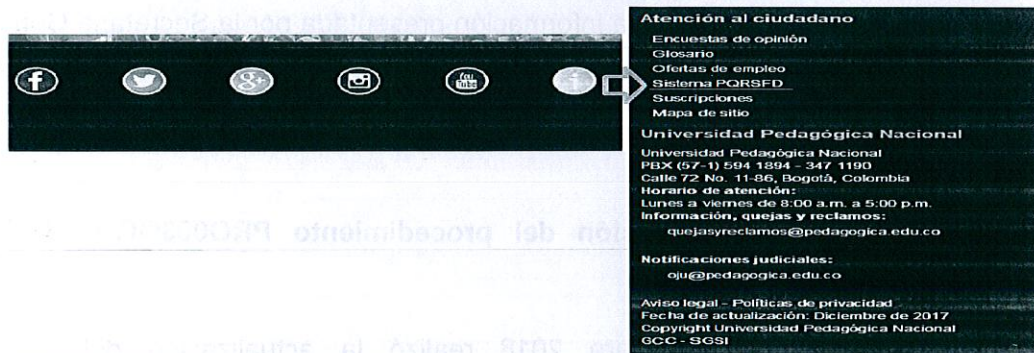 Atención al ciudadano
Encuestas de opinión
Glosario
Ofertas de empleo
Sistema PQRSFD
Suscripciones
Mapa de sitio
Universidad Pedagógica Nacional
Universidad Pedagógica Nacional
PBX (57-1) 594 1894 - 347 1190
Calle 72 No. 11-86, Bogotá, Colombia
Horario de atención:
Lunes a viernes de 8:00 a.m. a 5:00 p.m.
Información, quejas y reclamos:
quejasyreclamos@pedagogica.edu.co
Notificaciones judiciales:
oju@pedagogica.edu.co
Aviso legal - Políticas de privacidad
Fecha de actualización: Diciembre de 2017
Copyright Universidad Pedagógica Nacional
GCC - SGSI
f g+ You Tube